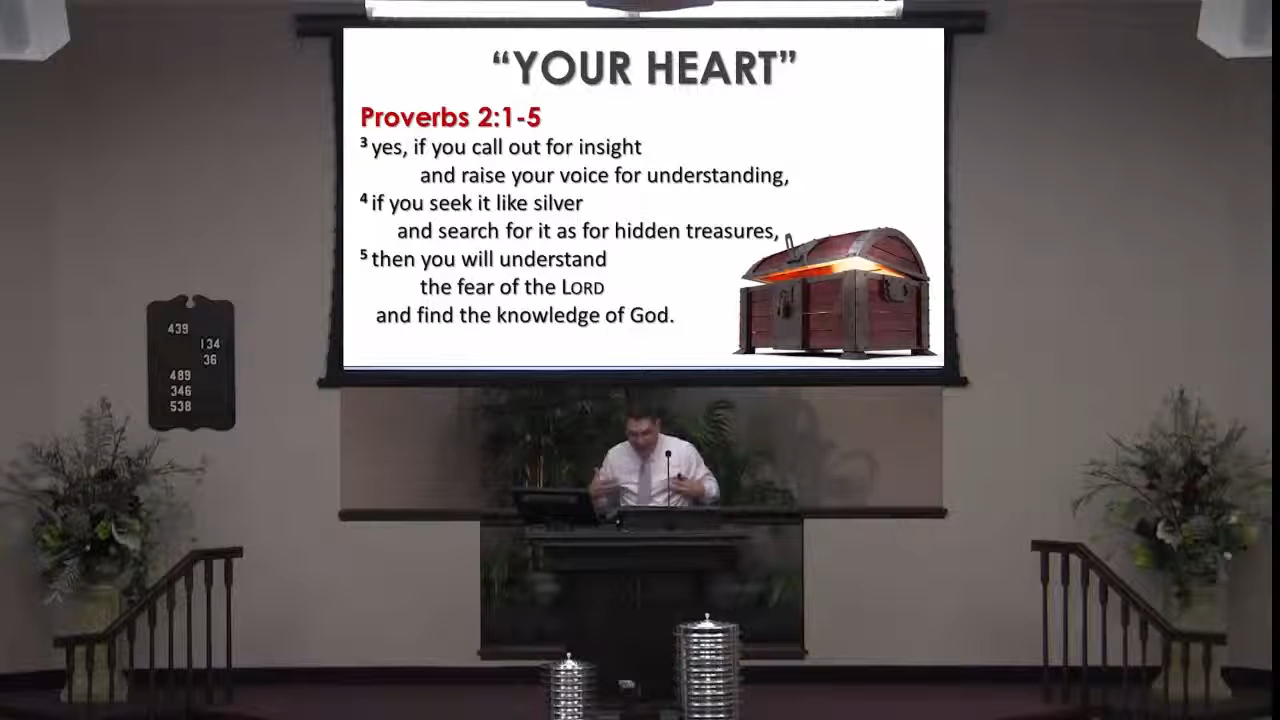 “YOUR HEART”
Proverbs 2:1-5
3 yes, if you call out for insight
and raise your voice for understanding,
4 if you seek it like silver
and search for it as for hidden treasures,
5 then you will understand
the fear of the LORD
and find the knowledge of God.
439
134
36
489
346
538